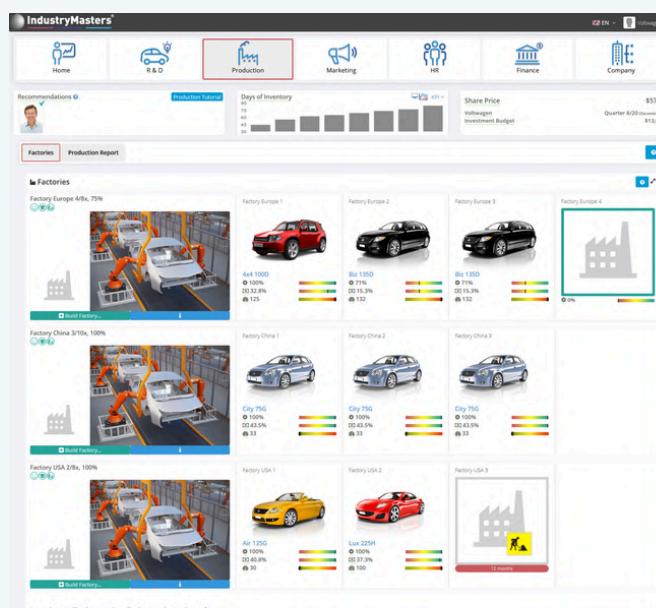 IndustryMasters
EN
Home
R & D
Production
Marketing
HR
Finance
Company
Recommendations
Production Tutorial
Days of Inventory
KPI
Share Price
Voltwagen
Quarter 8/20
Investment Budget
Factories
Production Report
Factories
Factory Europe 4/8x, 75%
Factory Europe 1
Factory Europe 2
Factory Europe 3
Factory Europe 4
4x4 100D
Biz 135D
Biz 135D
100%
71%
71%
0%
32.8%
15.3%
15.3%
125
132
132
Build Factory...
Factory China 3/10x, 100%
Factory China 1
Factory China 2
Factory China 3
City 75G
City 75G
City 75G
100%
100%
100%
43.5%
43.5%
43.5%
33
33
33
Build Factory...
Factory USA 2/8x, 100%
Factory USA 1
Factory USA 2
Factory USA 3
Air 135G
Lux 225H
100%
100%
12 months
40.8%
37.3%
30
100
Build Factory...